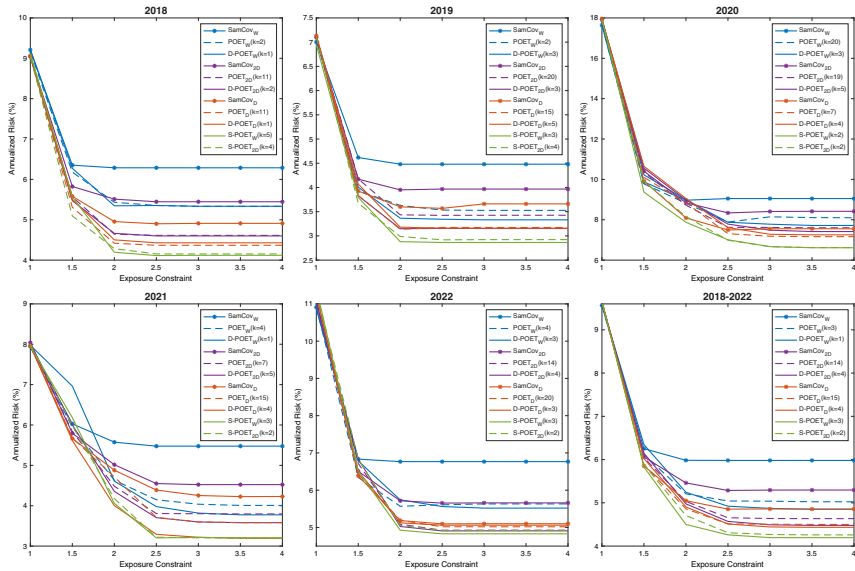 2018
Annualized Risk (%)
10
9
8
7
6
5
4
1
1.5
2
2.5
3
3.5
4
Exposure Constraint
SamCov_W
POET_W(k=2)
D-POET_W(k=1)
SamCov_2D
POET_2D(k=11)
D-POET_2D(k=2)
SamCov_D
POET_D(k=11)
D-POET_D(k=1)
S-POET_W(k=5)
S-POET_2D(k=4)
2019
Annualized Risk (%)
7.5
7
6.5
6
5.5
5
4.5
4
3.5
3
2.5
1
1.5
2
2.5
3
3.5
4
Exposure Constraint
SamCov_W
POET_W(k=2)
D-POET_W(k=3)
SamCov_2D
POET_2D(k=20)
D-POET_2D(k=3)
SamCov_D
POET_D(k=15)
D-POET_D(k=5)
S-POET_W(k=3)
S-POET_2D(k=4)
2020
Annualized Risk (%)
18
16
14
12
10
8
6
1
1.5
2
2.5
3
3.5
4
Exposure Constraint
SamCov_W
POET_W(k=20)
D-POET_W(k=3)
SamCov_2D
POET_2D(k=19)
D-POET_2D(k=5)
SamCov_D
POET_D(k=7)
D-POET_D(k=4)
S-POET_W(k=2)
S-POET_2D(k=2)
2021
Annualized Risk (%)
9
8
7
6
5
4
3
1
1.5
2
2.5
3
3.5
4
Exposure Constraint
SamCov_W
POET_W(k=4)
D-POET_W(k=1)
SamCov_2D
POET_2D(k=7)
D-POET_2D(k=5)
SamCov_D
POET_D(k=15)
D-POET_D(k=4)
S-POET_W(k=3)
S-POET_2D(k=2)
2022
Annualized Risk (%)
11
10
9
8
7
6
5
1
1.5
2
2.5
3
3.5
4
Exposure Constraint
SamCov_W
POET_W(k=4)
D-POET_W(k=3)
SamCov_2D
POET_2D(k=14)
D-POET_2D(k=4)
SamCov_D
POET_D(k=20)
D-POET_D(k=3)
S-POET_W(k=3)
S-POET_2D(k=2)
2018-2022
Annualized Risk (%)
9
8
7
6
5
4
1
1.5
2
2.5
3
3.5
4
Exposure Constraint
SamCov_W
POET_W(k=3)
D-POET_W(k=1)
SamCov_2D
POET_2D(k=14)
D-POET_2D(k=4)
SamCov_D
POET_D(k=15)
D-POET_D(k=4)
S-POET_W(k=3)
S-POET_2D(k=2)